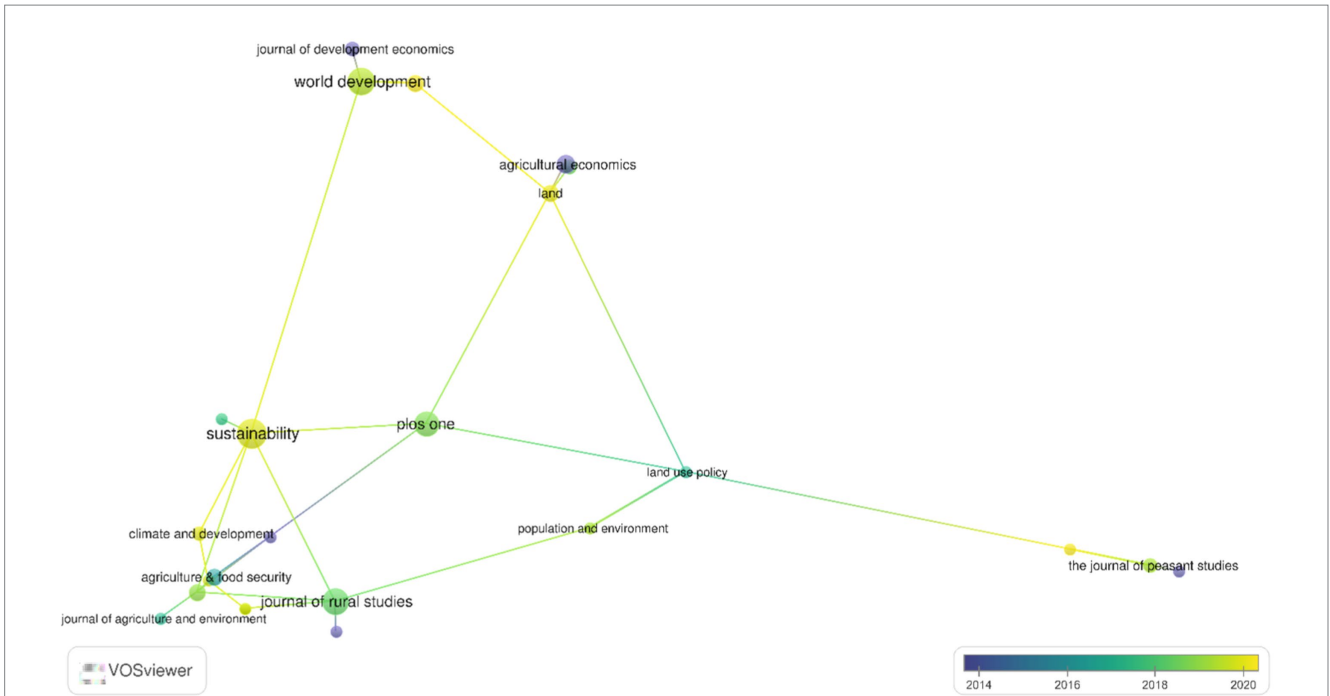 journal of development economics
world development
agricultural economics
land
sustainability
plos one
land use policy
climate and development
population and environment
agriculture & food security
the journal of peasant studies
journal of rural studies
journal of agriculture and environment
VOSviewer
2014 2016 2018 2020